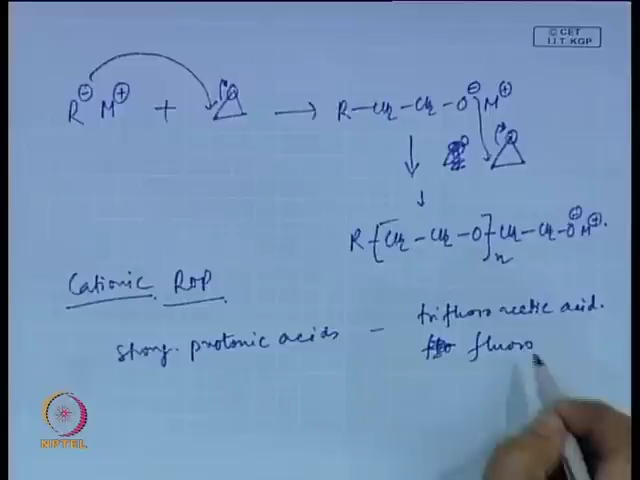 © CET
I.I.T. KGP
R⊖ M⊕ + O → R–CH₂–CH₂–O⊖ M⊕
O
R–[CH₂–CH₂–O]n–CH₂–CH₂–O⊖ M⊕.
Cationic ROP
strong protonic acids – trifluoro acetic acid.
fluoro
NPTEL